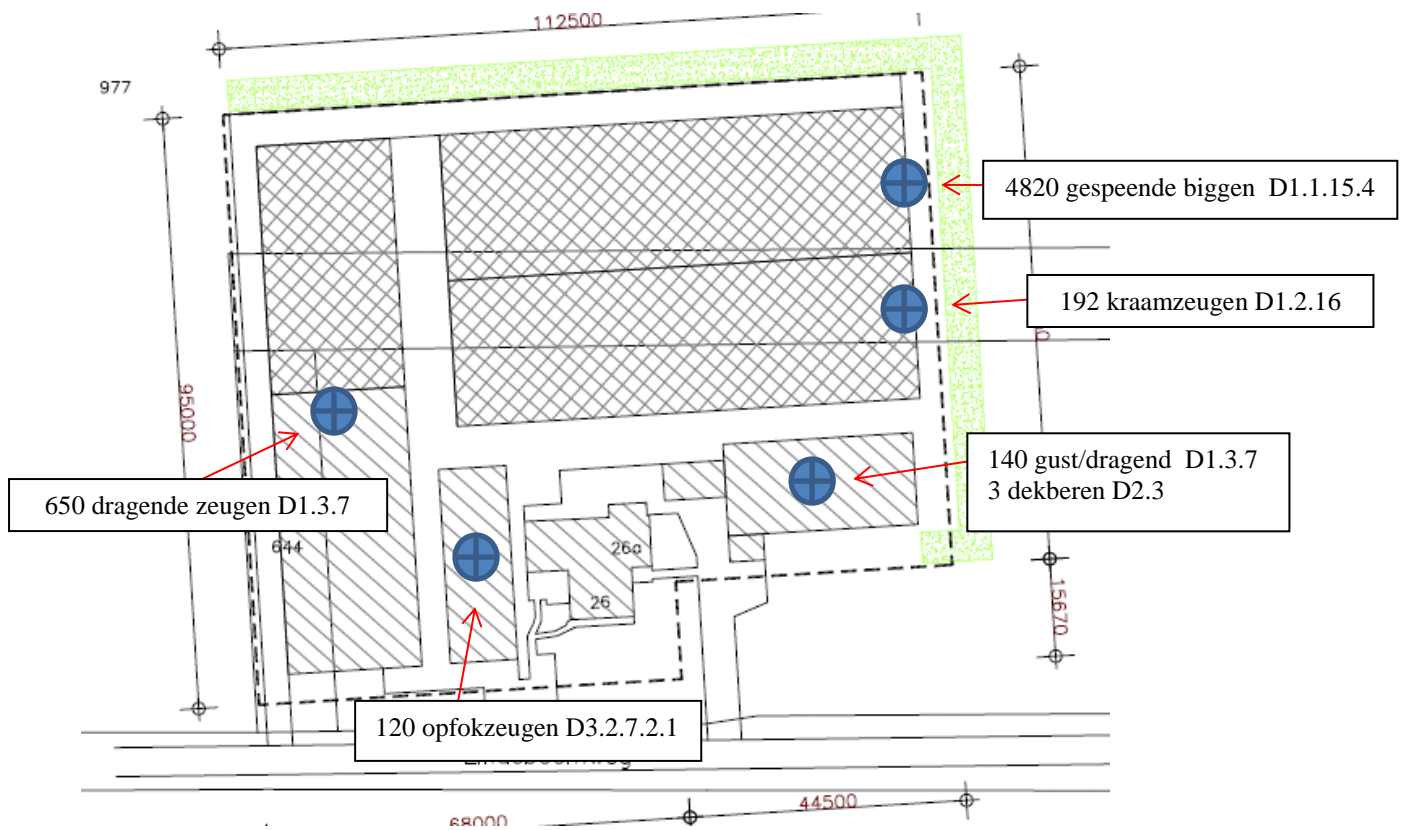 112500
977
4820 gespeende biggen D1.1.15.4
192 kraamzeugen D1.2.16
95000
140 gust/dragend D1.3.7
3 dekberen D2.3
650 dragende zeugen D1.3.7
644
26a
26
15670
120 opfokzeugen D3.2.7.2.1
44500
68000